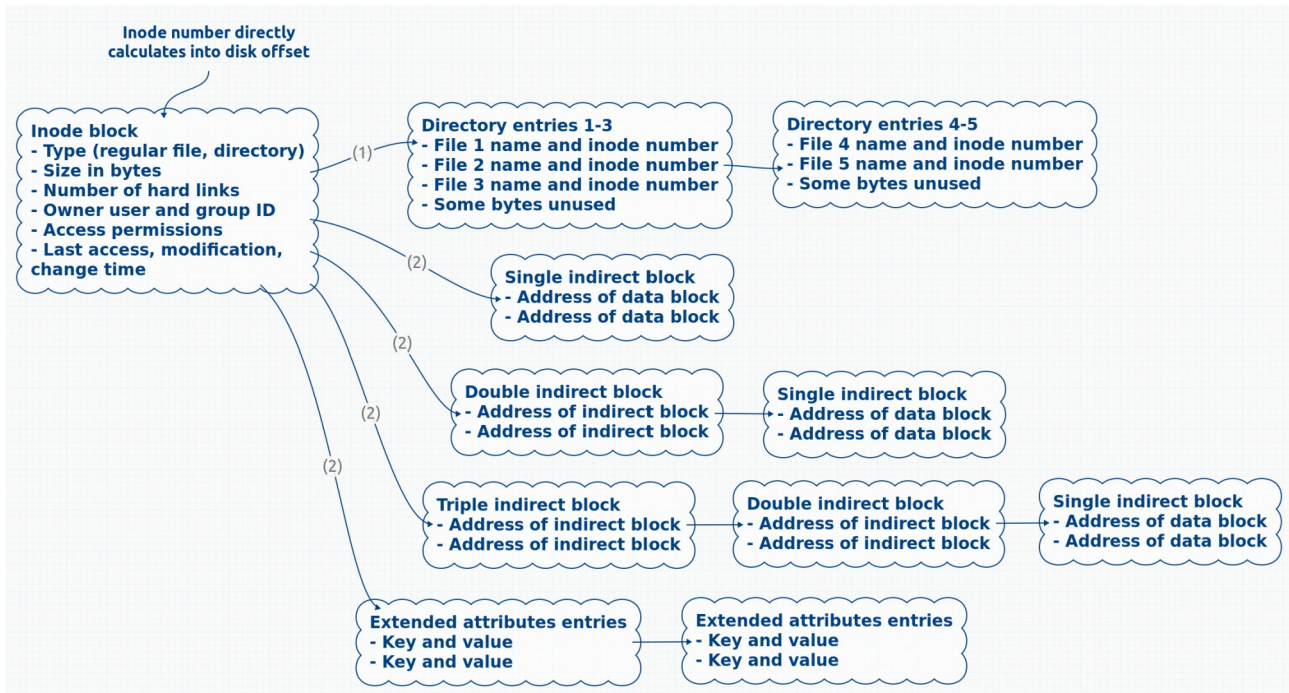 Inode number directly
calculates into disk offset
Inode block
- Type (regular file, directory)
- Size in bytes
- Number of hard links
- Owner user and group ID
- Access permissions
- Last access, modification,
change time
(1)
Directory entries 1-3
- File 1 name and inode number
- File 2 name and inode number
- File 3 name and inode number
- Some bytes unused
Directory entries 4-5
- File 4 name and inode number
- File 5 name and inode number
- Some bytes unused
(2)
Single indirect block
- Address of data block
- Address of data block
(2)
Double indirect block
- Address of indirect block
- Address of indirect block
Single indirect block
- Address of data block
- Address of data block
(2)
Triple indirect block
- Address of indirect block
- Address of indirect block
Double indirect block
- Address of indirect block
- Address of indirect block
Single indirect block
- Address of data block
- Address of data block
(2)
Extended attributes entries
- Key and value
- Key and value
Extended attributes entries
- Key and value
- Key and value